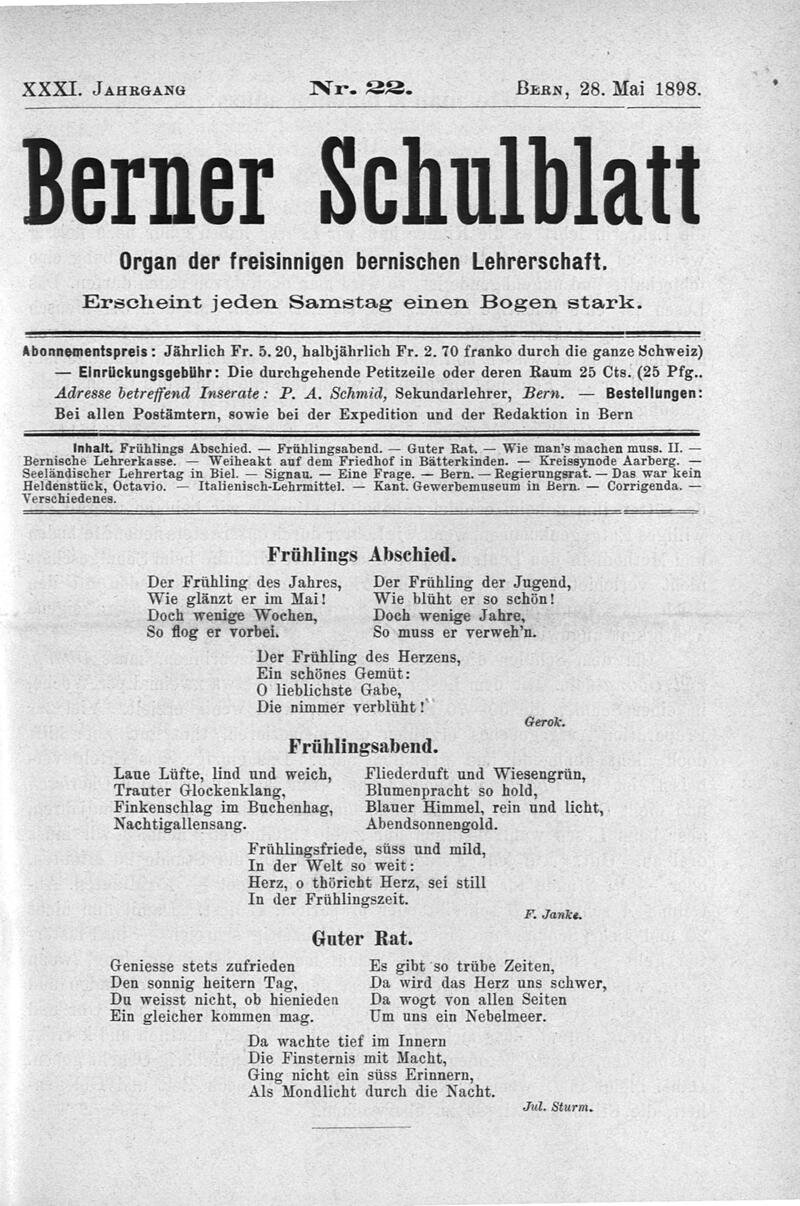 XXXI. JAHRGANG Nr. 22. BERN, 28. Mai 1898.
Berner Schulblatt
Organ der freisinnigen bernischen Lehrerschaft.
Erscheint jeden Samstag einen Bogen stark.
Abonnementspreis: Jährlich Fr. 5. 20, halbjährlich Fr. 2. 70 franko durch die ganze Schweiz)
— Einrückungsgebühr: Die durchgehende Petitzeile oder deren Raum 25 Cts. (25 Pfg..
Adresse betreffend Inserate: P. A. Schmid, Sekundarlehrer, Bern. — Bestellungen:
Bei allen Postämtern, sowie bei der Expedition und der Redaktion in Bern
Inhalt. Frühlings Abschied. — Frühlingsabend. — Guter Rat. — Wie man's machen muss. II. —
Bernische Lehrerkasse. — Weiheakt auf dem Friedhof in Bätterkinden. — Kreissynode Aarberg. —
Seeländischer Lehrertag in Biel. — Signau. — Eine Frage. — Bern. — Regierungsrat. — Das war kein
Heldenstück, Octavio. — Italienisch-Lehrmittel. — Kant. Gewerbemuseum in Bern. — Corrigenda. —
Verschiedenes.
Frühlings Abschied.
Der Frühling des Jahres,
Wie glänzt er im Mai!
Doch wenige Wochen,
So flog er vorbei.
Der Frühling der Jugend,
Wie blüht er so schön!
Doch wenige Jahre,
So muss er verweh'n.
Der Frühling des Herzens,
Ein schönes Gemüt:
O lieblichste Gabe,
Die nimmer verblüht!
Gerok.
Frühlingsabend.
Laue Lüfte, lind und weich,
Trauter Glockenklang,
Finkenschlag im Buchenhag,
Nachtigallensang.
Fliederduft und Wiesengrün,
Blumenpracht so hold,
Blauer Himmel, rein und licht,
Abendsonnengold.
Frühlingsfriede, süss und mild,
In der Welt so weit:
Herz, o thöricht Herz, sei still
In der Frühlingszeit.
F. Janke.
Guter Rat.
Geniesse stets zufrieden
Den sonnig heitern Tag,
Du weisst nicht, ob hienieden
Ein gleicher kommen mag.
Es gibt so trübe Zeiten,
Da wird das Herz uns schwer,
Da wogt von allen Seiten
Um uns ein Nebelmeer.
Da wachte tief im Innern
Die Finsternis mit Macht,
Ging nicht ein süss Erinnern,
Als Mondlicht durch die Nacht.
Jul. Sturm.